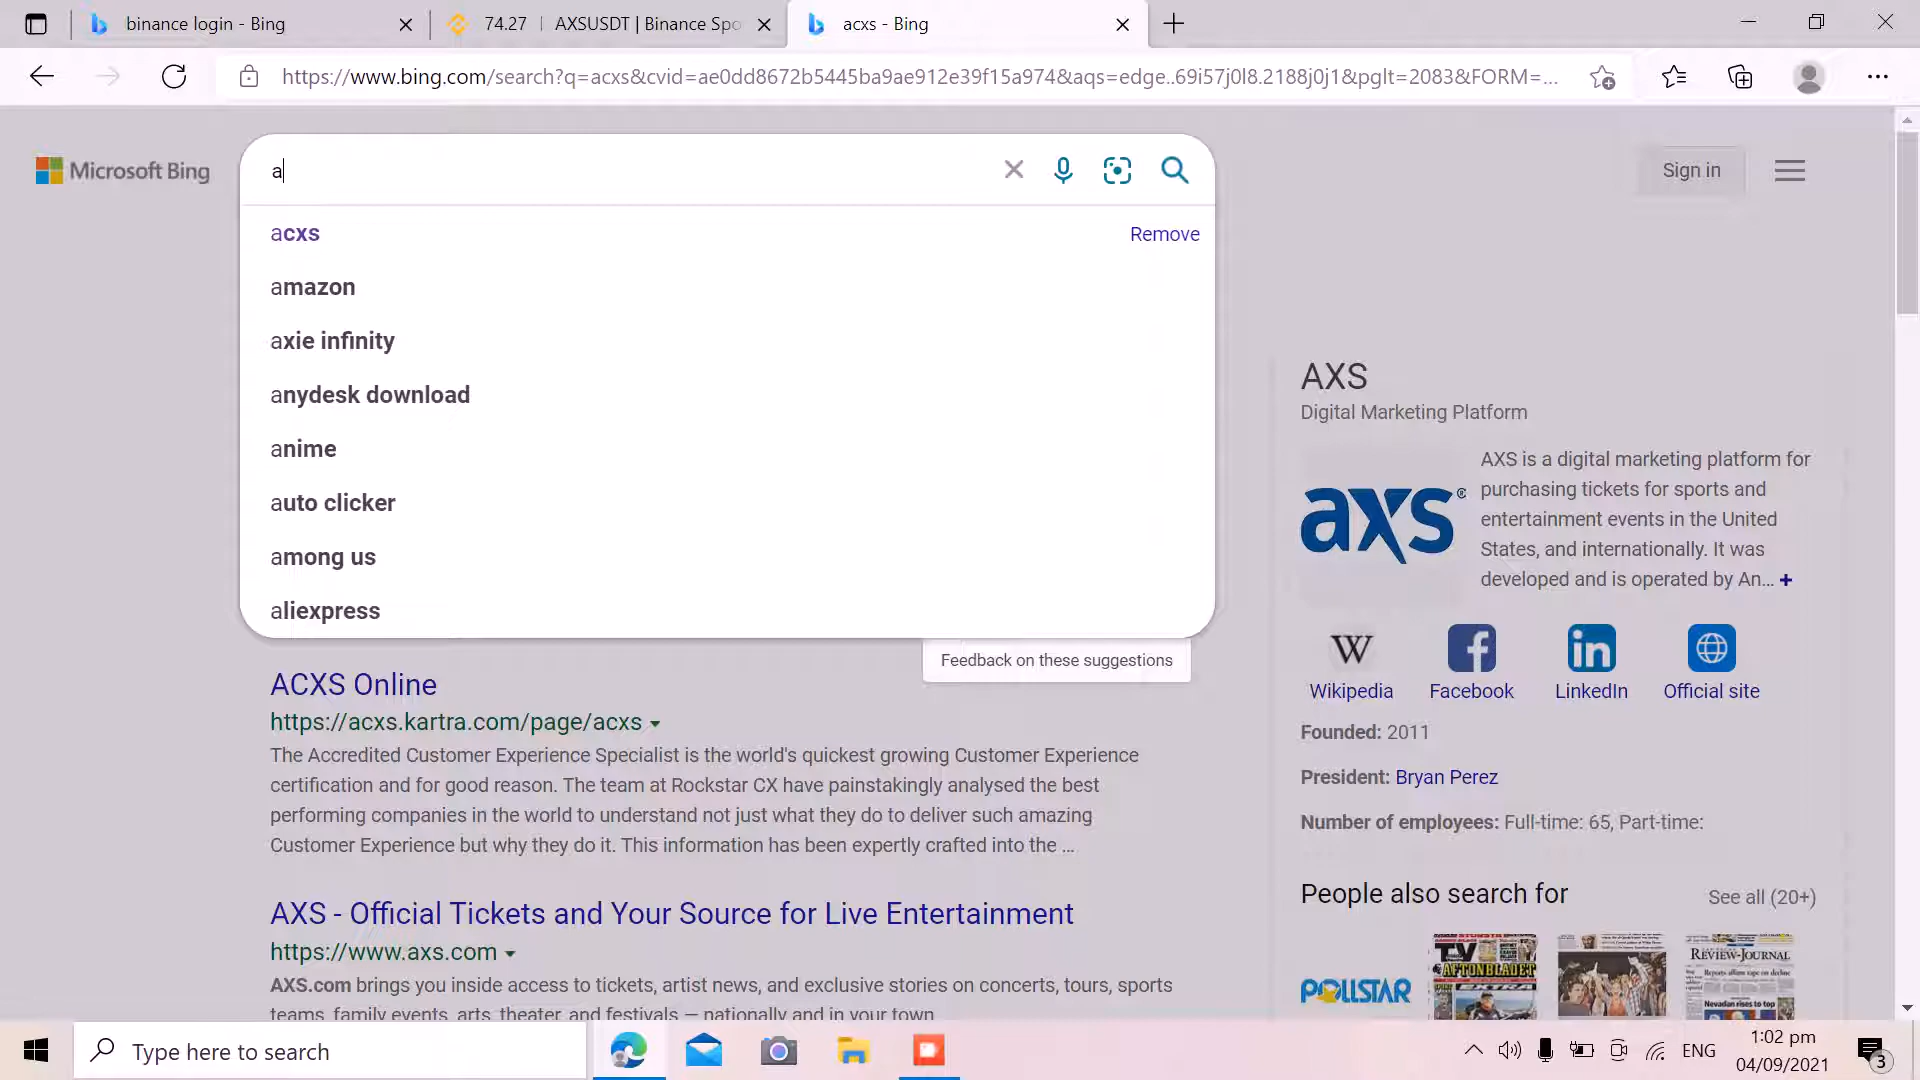 binance login - Bing
74.27 | AXSUSDT | Binance Spo
acxs - Bing
https://www.bing.com/search?q=acxs&cvid=ae0dd8672b5445ba9ae912e39f15a974&aqs=edge..69i57j0l8.2188j0j1&pglt=2083&FORM=...
Microsoft Bing
a
Sign in
acxs
Remove
amazon
axie infinity
anydesk download
anime
auto clicker
among us
aliexpress
Feedback on these suggestions
ACXS Online
https://acxs.kartra.com/page/acxs
The Accredited Customer Experience Specialist is the world's quickest growing Customer Experience
certification and for good reason. The team at Rockstar CX have painstakingly analysed the best
performing companies in the world to understand not just what they do to deliver such amazing
Customer Experience but why they do it. This information has been expertly crafted into the ...
AXS - Official Tickets and Your Source for Live Entertainment
https://www.axs.com
AXS.com brings you inside access to tickets, artist news, and exclusive stories on concerts, tours, sports
teams, family events, arts, theater, and festivals — nationally and in your town.
AXS
Digital Marketing Platform
axs
AXS is a digital marketing platform for
purchasing tickets for sports and
entertainment events in the United
States, and internationally. It was
developed and is operated by An... +
Wikipedia
Facebook
LinkedIn
Official site
Founded: 2011
President: Bryan Perez
Number of employees: Full-time: 65, Part-time:
People also search for
See all (20+)
POLLSTAR
TV
AFTONBLADET
REVIEW-JOURNAL
Nevadan rises to top
Type here to search
ENG
1:02 pm
04/09/2021
3